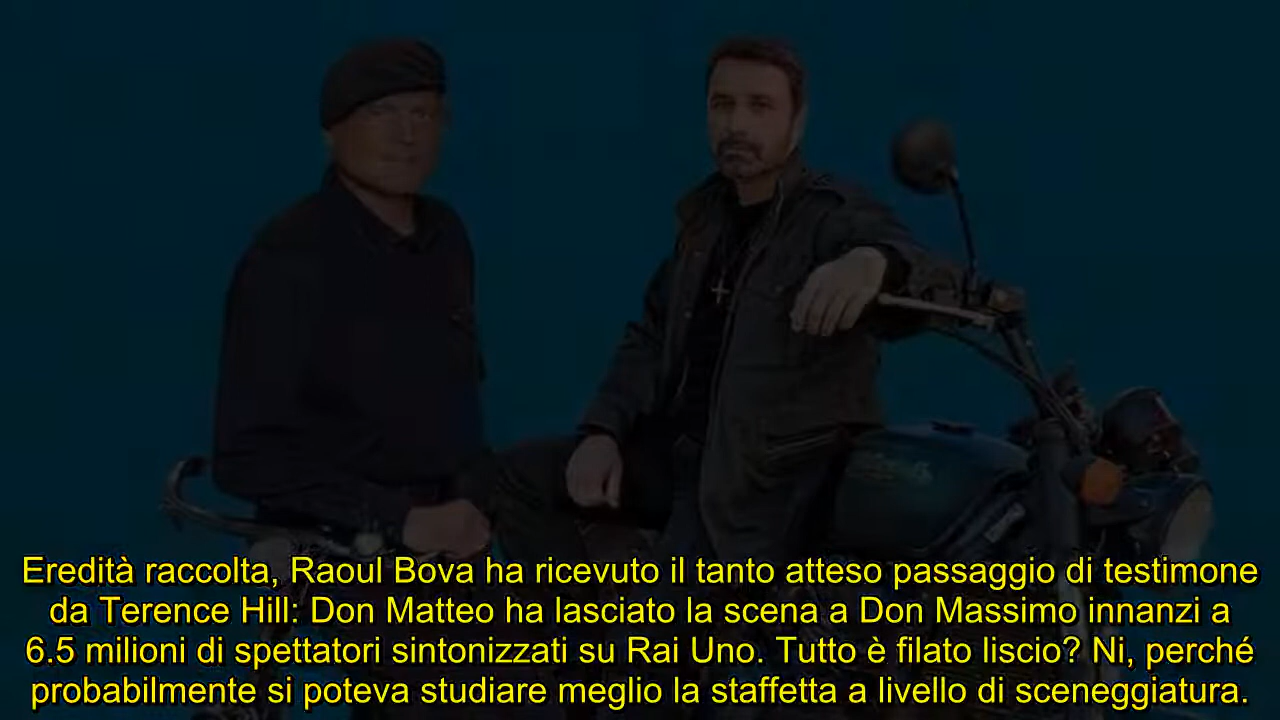 Eredità raccolta, Raoul Bova ha ricevuto il tanto atteso passaggio di testimone
da Terence Hill: Don Matteo ha lasciato la scena a Don Massimo innanzi a
6.5 milioni di spettatori sintonizzati su Rai Uno. Tutto è filato liscio? Ni, perché
probabilmente si poteva studiare meglio la staffetta a livello di sceneggiatura.